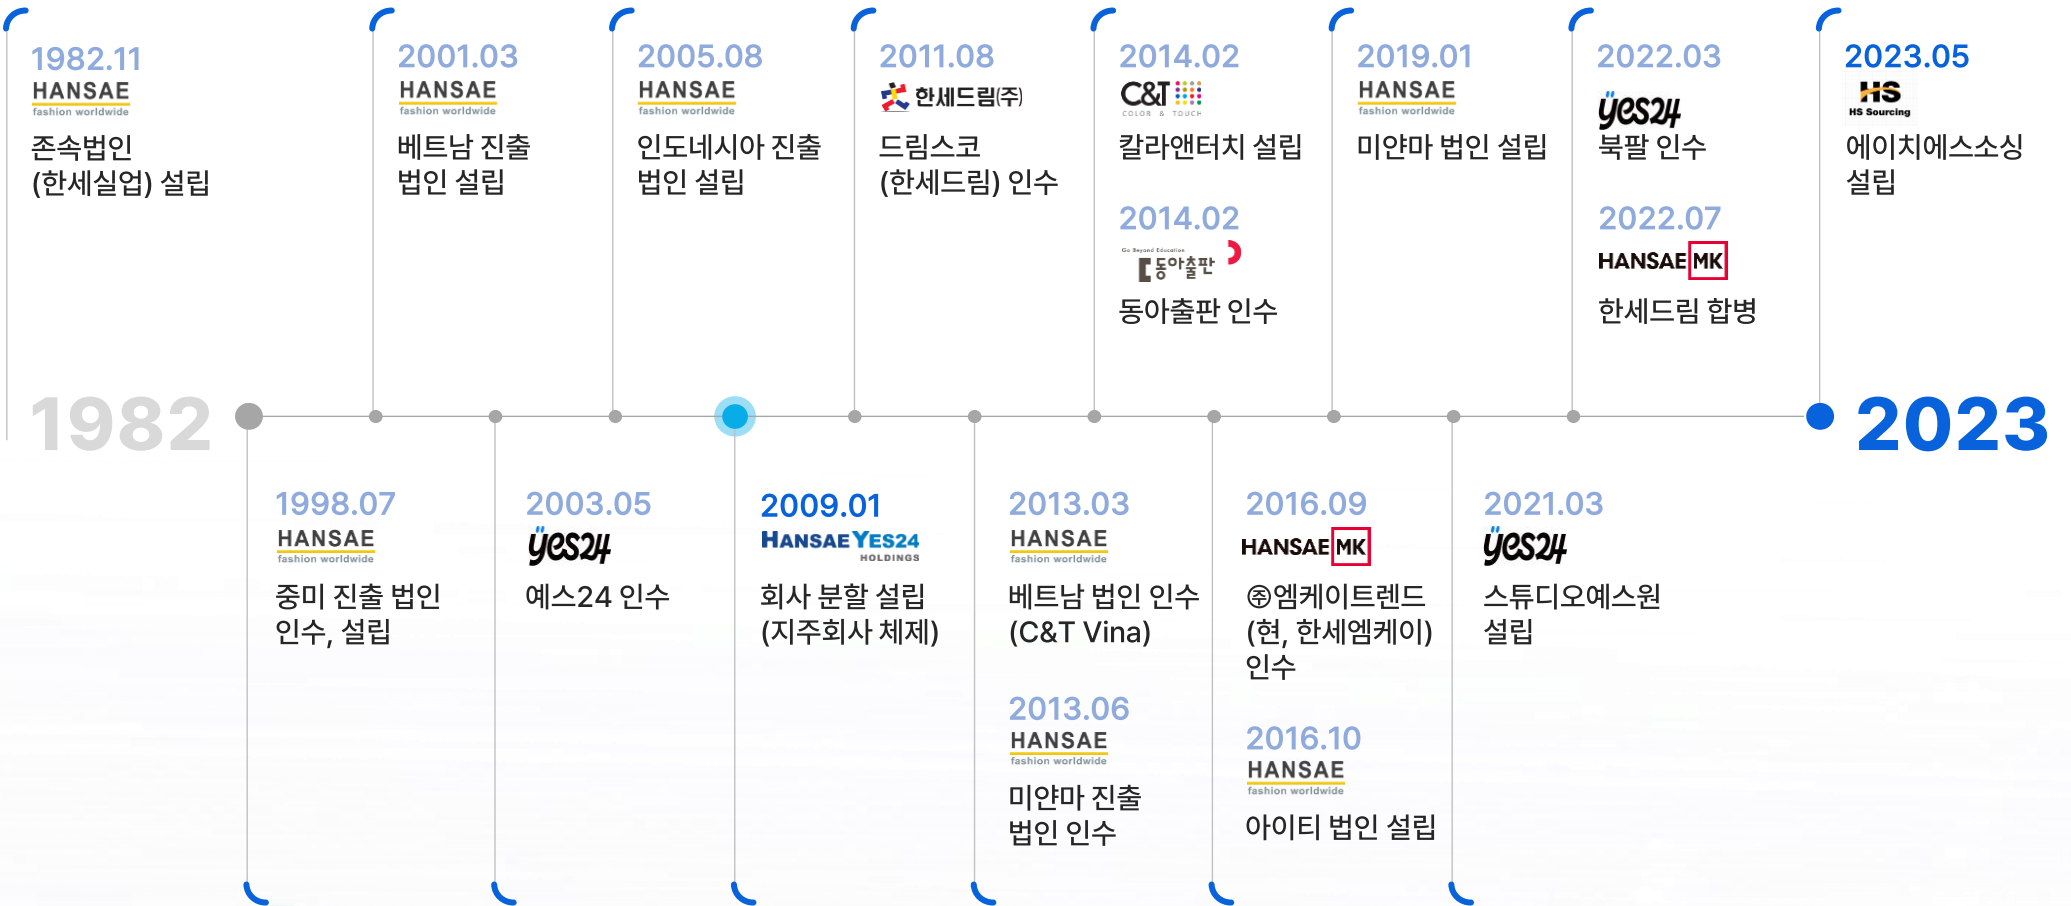 1982.11
HANSAE
fashion worldwide
존속법인
(한세실업) 설립
2001.03
HANSAE
fashion worldwide
베트남 진출
법인 설립
2005.08
HANSAE
fashion worldwide
인도네시아 진출
법인 설립
2011.08
한세드림(주)
드림스코
(한세드림) 인수
2014.02
C&T
COLOR & TOUCH
칼라앤터치 설립
2014.02
Go Beyond Education
동아출판
동아출판 인수
2019.01
HANSAE
fashion worldwide
미얀마 법인 설립
2022.03
yes24
북팔 인수
2022.07
HANSAE MK
한세드림 합병
2023.05
HS
HS Sourcing
에이치에스소싱
설립
1982
2023
1998.07
HANSAE
fashion worldwide
중미 진출 법인
인수, 설립
2003.05
yes24
예스24 인수
2009.01
HANSAE YES24
HOLDINGS
회사 분할 설립
(지주회사 체제)
2013.03
HANSAE
fashion worldwide
베트남 법인 인수
(C&T Vina)
2013.06
HANSAE
fashion worldwide
미얀마 진출
법인 인수
2016.09
HANSAE MK
㈜엠케이트렌드
(현, 한세엠케이)
인수
2016.10
HANSAE
fashion worldwide
아이티 법인 설립
2021.03
yes24
스튜디오예스원
설립